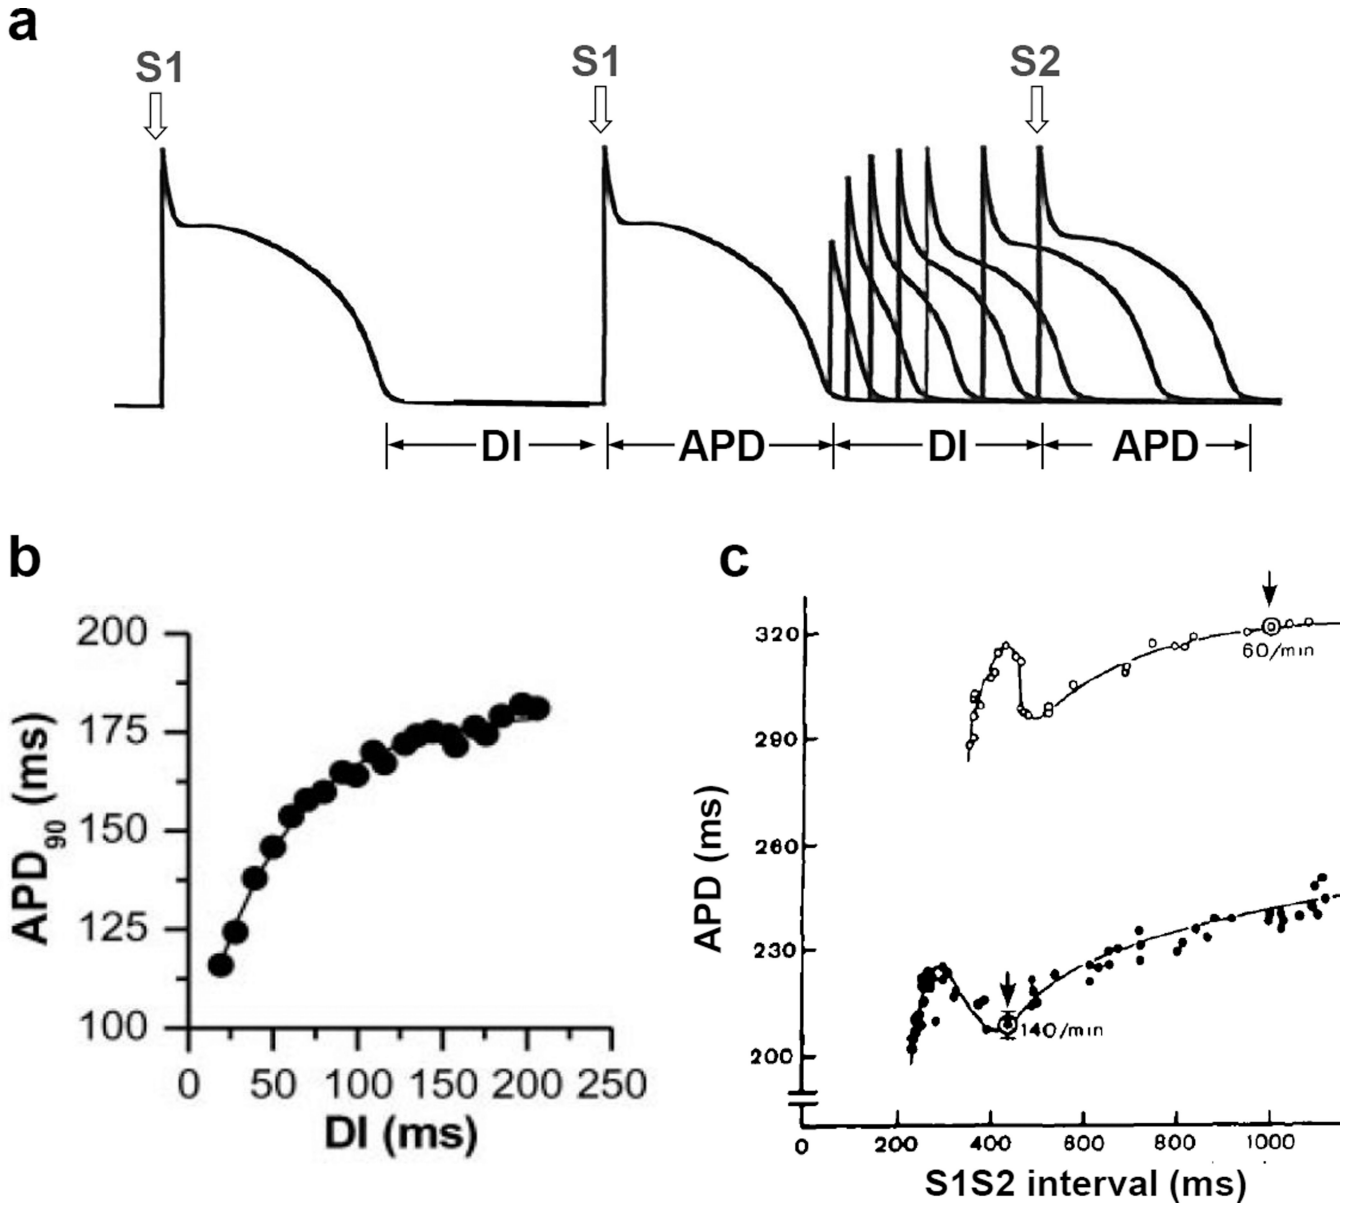 a
S1 S1 S2
DI APD DI APD
b
200
175
150
125
100
APD90 (ms)
0 50 100 150 200 250
DI (ms)
c
320
290
260
230
200
APD (ms)
60/min
140/min
0 200 400 600 800 1000
S1S2 interval (ms)